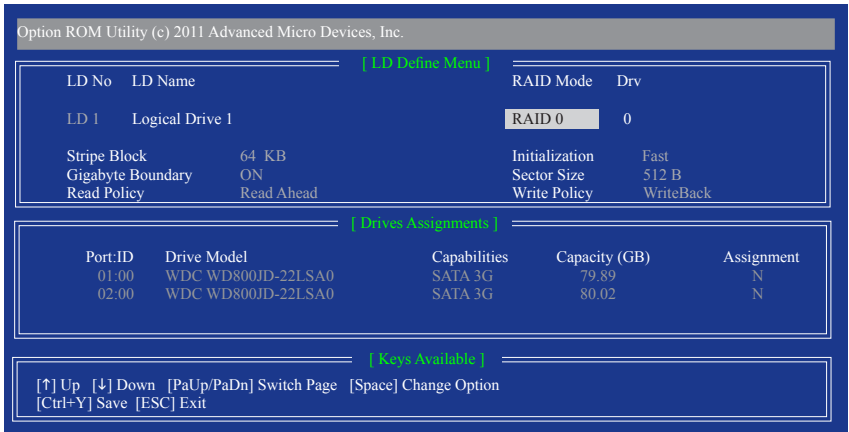 Option ROM Utility (c) 2011 Advanced Micro Devices, Inc.
[ LD Define Menu ]
LD No LD Name RAID Mode Drv
LD 1 Logical Drive 1 RAID 0 0
Stripe Block 64 KB Initialization Fast
Gigabyte Boundary ON Sector Size 512 B
Read Policy Read Ahead Write Policy WriteBack
[ Drives Assignments ]
Port:ID Drive Model Capabilities Capacity (GB) Assignment
01:00 WDC WD800JD-22LSA0 SATA 3G 79.89 N
02:00 WDC WD800JD-22LSA0 SATA 3G 80.02 N
[ Keys Available ]
[↑] Up [↓] Down [PaUp/PaDn] Switch Page [Space] Change Option
[Ctrl+Y] Save [ESC] Exit